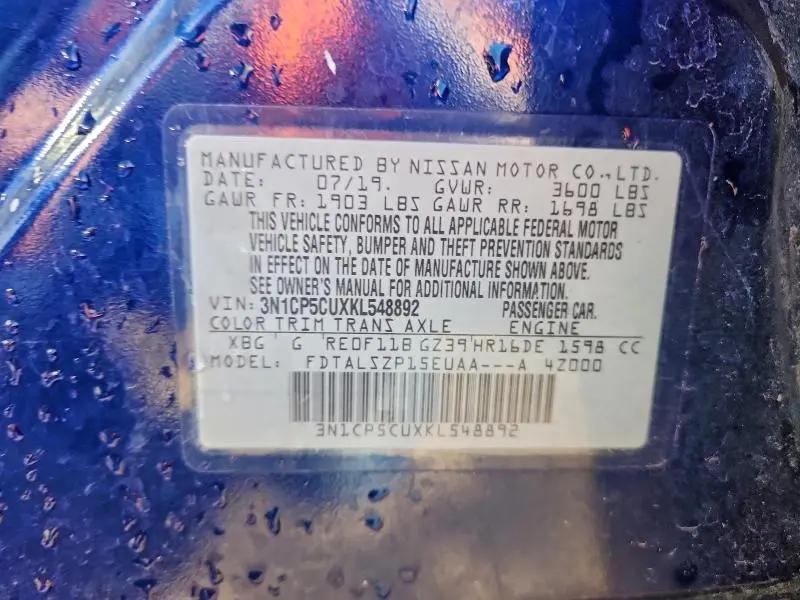 MANUFACTURED BY NISSAN MOTOR CO.,LTD.
DATE: 07/19. GVWR: 3600 LBS
GAWR FR: 1903 LBS GAWR RR: 1698 LBS
THIS VEHICLE CONFORMS TO ALL APPLICABLE FEDERAL MOTOR
VEHICLE SAFETY, BUMPER AND THEFT PREVENTION STANDARDS
IN EFFECT ON THE DATE OF MANUFACTURE SHOWN ABOVE.
SEE OWNER'S MANUAL FOR ADDITIONAL INFORMATION.
VIN: 3N1CP5CUXKL548892 PASSENGER CAR.
COLOR TRIM TRANS AXLE ENGINE
XBG G RE0F11B GZ39 HR16DE 1598 CC
MODEL: FDTALSZP15EUAA---A 4Z000
3N1CP5CUXKL548892